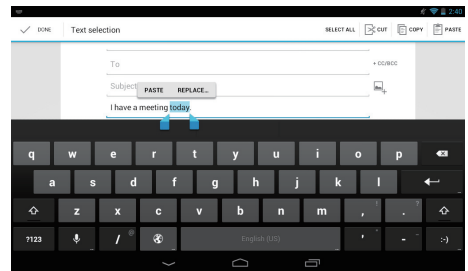 2:40
DONE Text selection SELECT ALL CUT COPY PASTE
To + CC/BCC
Subject
PASTE REPLACE...
I have a meeting today.
q w e r t y u i o p
a s d f g h j k l
z x c v b n m , ! . ?
?123 / @ English (US) ' " - _ :-)